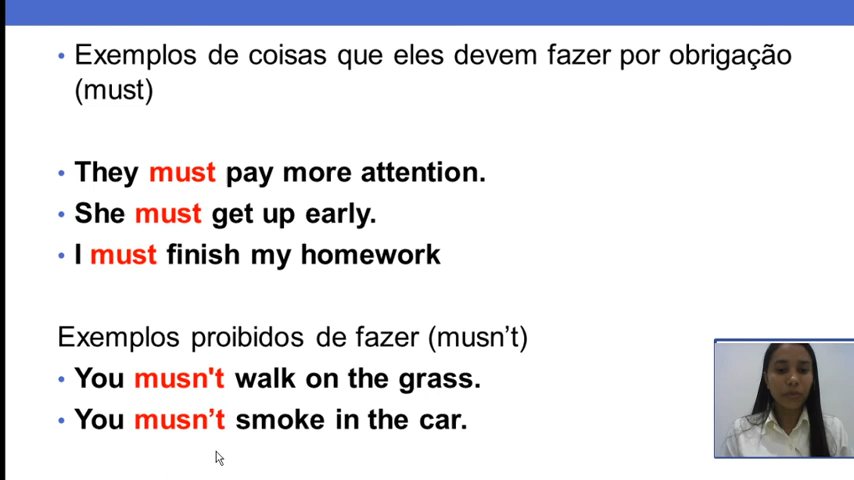 Exemplos de coisas que eles devem fazer por obrigação
(must)
They must pay more attention.
She must get up early.
I must finish my homework
Exemplos proibidos de fazer (musn’t)
You musn't walk on the grass.
You musn’t smoke in the car.